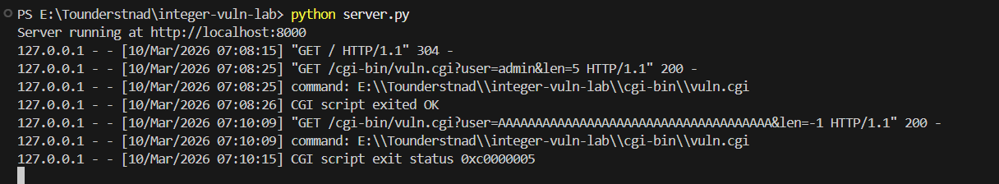 PS E:\Tounderstnad\integer-vuln-lab> python server.py
Server running at http://localhost:8000
127.0.0.1 - - [10/Mar/2026 07:08:15] "GET / HTTP/1.1" 304 -
127.0.0.1 - - [10/Mar/2026 07:08:25] "GET /cgi-bin/vuln.cgi?user=admin&len=5 HTTP/1.1" 200 -
127.0.0.1 - - [10/Mar/2026 07:08:25] command: E:\\Tounderstnad\\integer-vuln-lab\\cgi-bin\\vuln.cgi
127.0.0.1 - - [10/Mar/2026 07:08:26] CGI script exited OK
127.0.0.1 - - [10/Mar/2026 07:10:09] "GET /cgi-bin/vuln.cgi?user=AAAAAAAAAAAAAAAAAAAAAAAAAAAAAAAAAAAAA&len=-1 HTTP/1.1" 200 -
127.0.0.1 - - [10/Mar/2026 07:10:09] command: E:\\Tounderstnad\\integer-vuln-lab\\cgi-bin\\vuln.cgi
127.0.0.1 - - [10/Mar/2026 07:10:15] CGI script exit status 0xc0000005